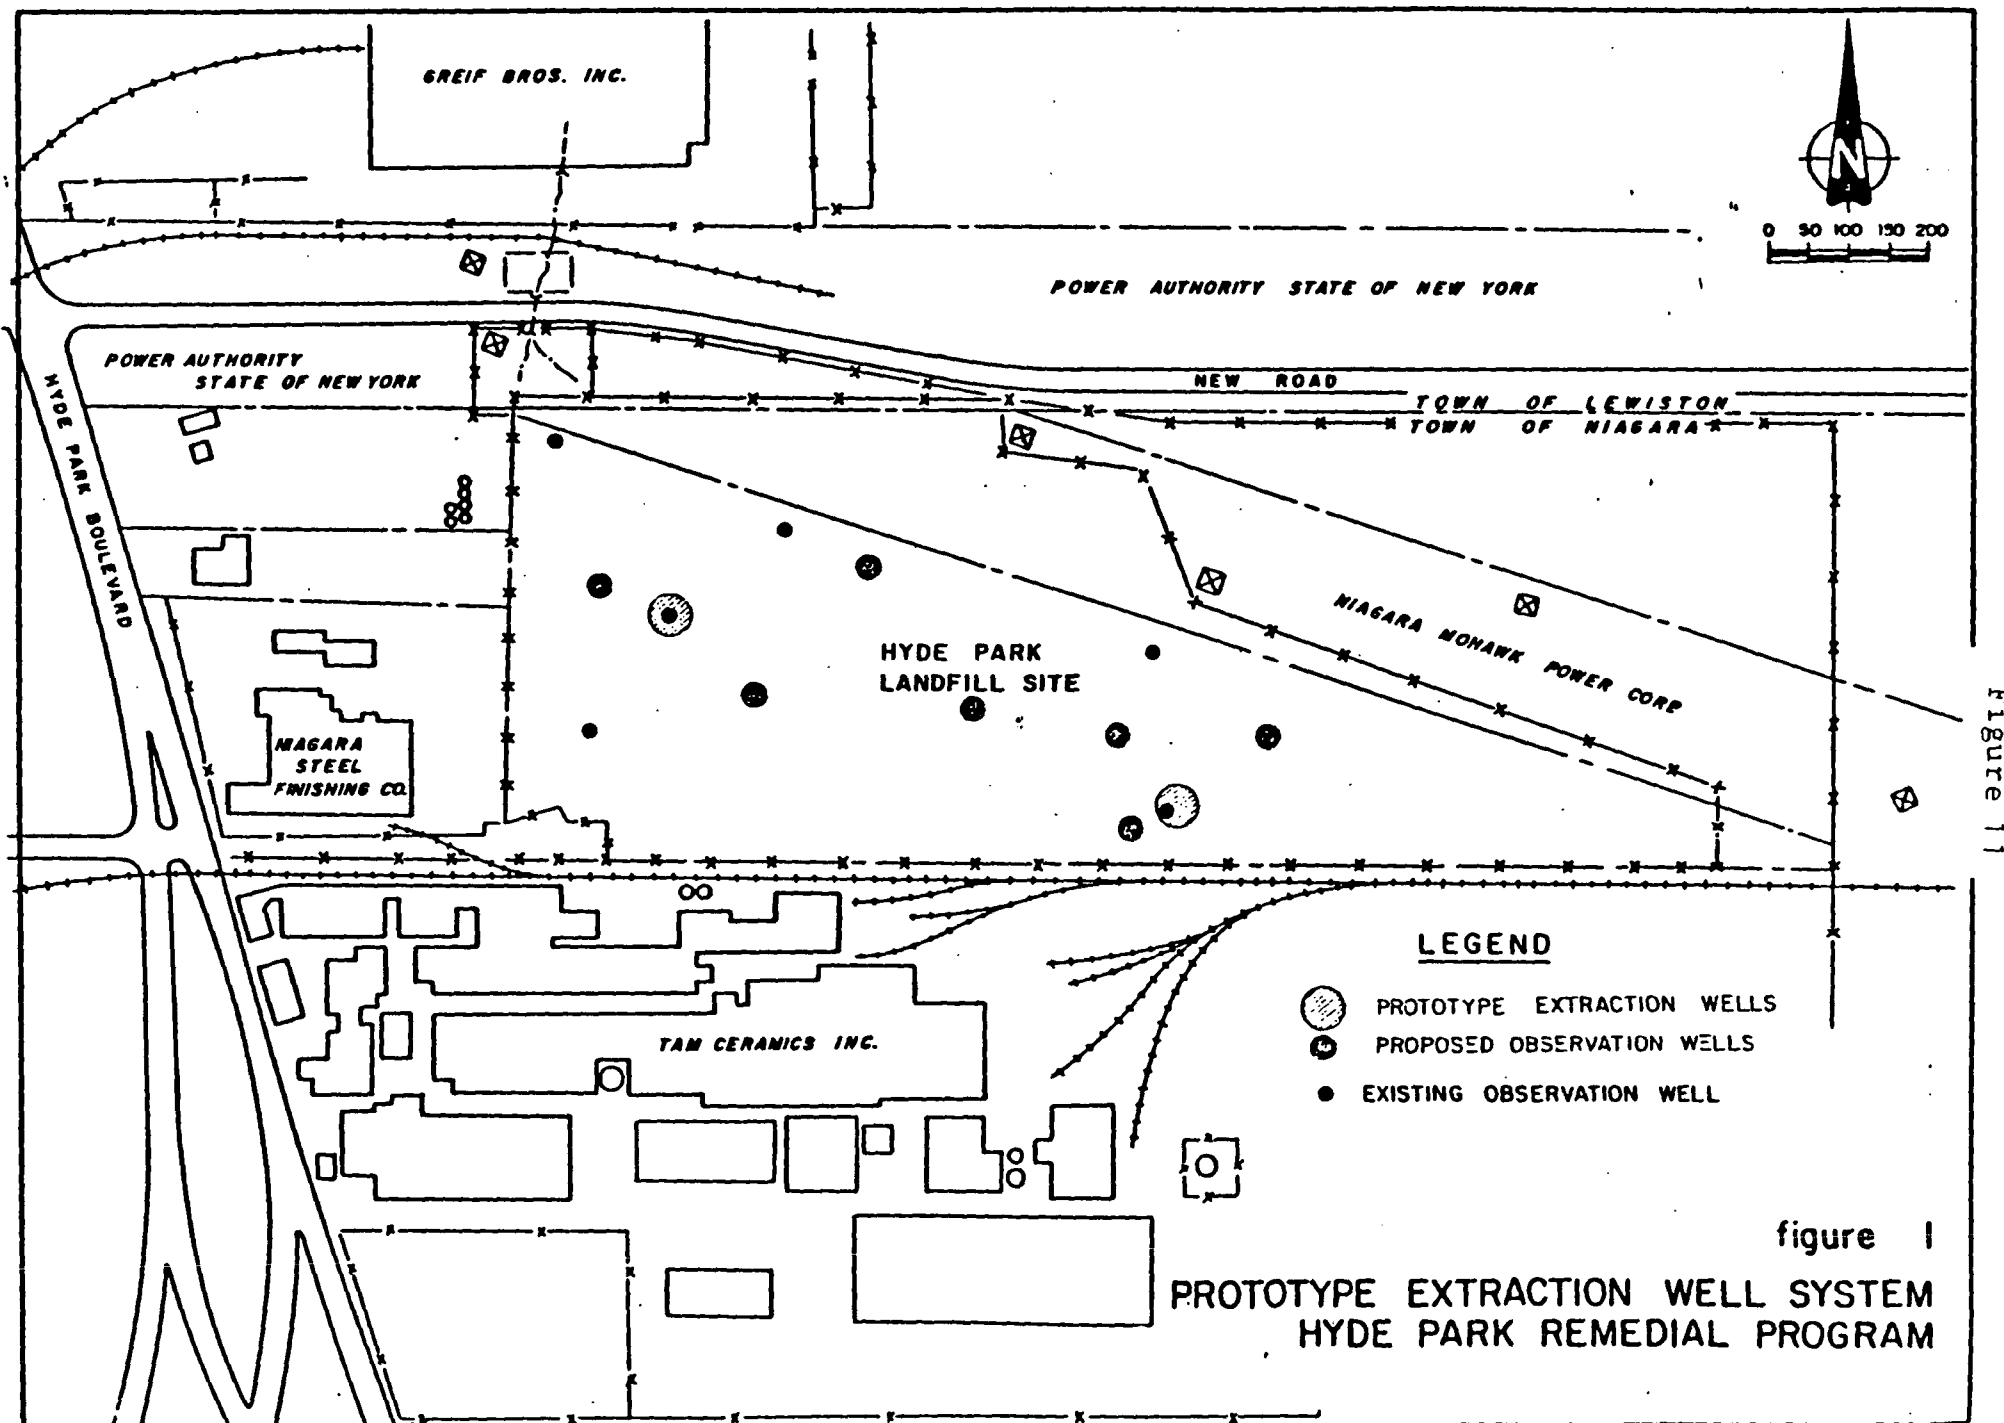 GREIF BROS. INC.
N
0 50 100 150 200
POWER AUTHORITY STATE OF NEW YORK
POWER AUTHORITY
STATE OF NEW YORK
NEW ROAD
TOWN OF LEWISTON
TOWN OF NIAGARA
HYDE PARK BOULEVARD
NIAGARA MOHAWK POWER CORP
HYDE PARK
LANDFILL SITE
NIAGARA
STEEL
FINISHING CO.
Figure 11
LEGEND
PROTOTYPE EXTRACTION WELLS
PROPOSED OBSERVATION WELLS
EXISTING OBSERVATION WELL
TAM CERAMICS INC.
figure 1
PROTOTYPE EXTRACTION WELL SYSTEM
HYDE PARK REMEDIAL PROGRAM